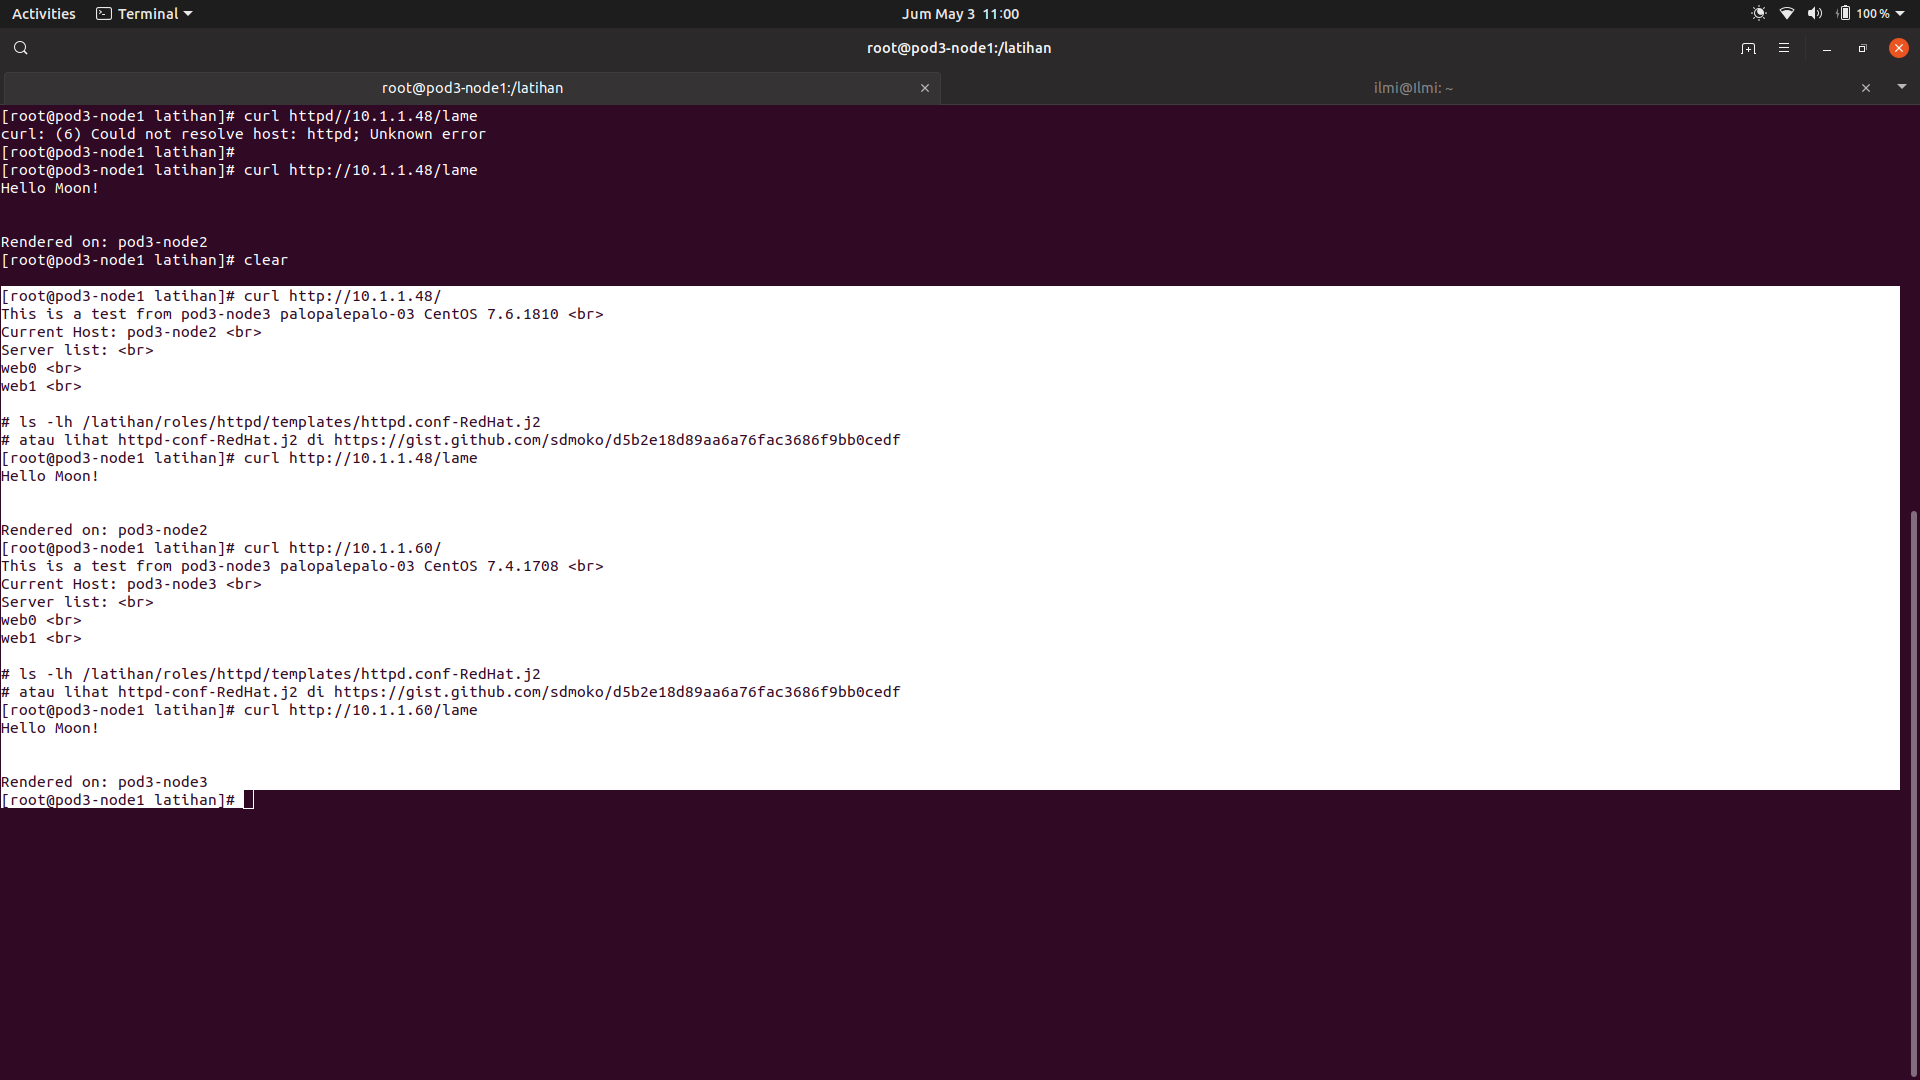 Activities Terminal Jum May 3 11:00 100 %
root@pod3-node1:/latihan
root@pod3-node1:/latihan ilmi@Ilmi: ~
[root@pod3-node1 latihan]# curl httpd//10.1.1.48/lame
curl: (6) Could not resolve host: httpd; Unknown error
[root@pod3-node1 latihan]#
[root@pod3-node1 latihan]# curl http://10.1.1.48/lame
Hello Moon!
Rendered on: pod3-node2
[root@pod3-node1 latihan]# clear
[root@pod3-node1 latihan]# curl http://10.1.1.48/
This is a test from pod3-node3 palopalepalo-03 CentOS 7.6.1810 <br>
Current Host: pod3-node2 <br>
Server list: <br>
web0 <br>
web1 <br>
# ls -lh /latihan/roles/httpd/templates/httpd.conf-RedHat.j2
# atau lihat httpd-conf-RedHat.j2 di https://gist.github.com/sdmoko/d5b2e18d89aa6a76fac3686f9bb0cedf
[root@pod3-node1 latihan]# curl http://10.1.1.48/lame
Hello Moon!
Rendered on: pod3-node2
[root@pod3-node1 latihan]# curl http://10.1.1.60/
This is a test from pod3-node3 palopalepalo-03 CentOS 7.4.1708 <br>
Current Host: pod3-node3 <br>
Server list: <br>
web0 <br>
web1 <br>
# ls -lh /latihan/roles/httpd/templates/httpd.conf-RedHat.j2
# atau lihat httpd-conf-RedHat.j2 di https://gist.github.com/sdmoko/d5b2e18d89aa6a76fac3686f9bb0cedf
[root@pod3-node1 latihan]# curl http://10.1.1.60/lame
Hello Moon!
Rendered on: pod3-node3
[root@pod3-node1 latihan]#